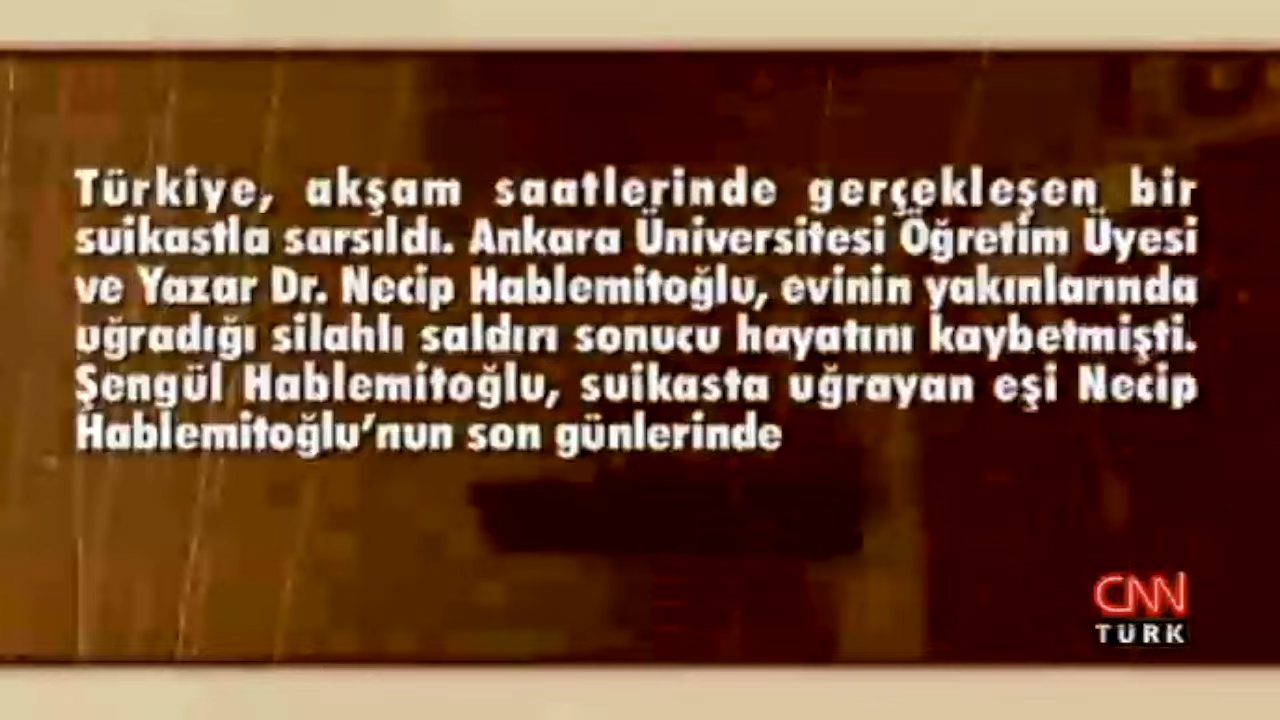 Türkiye, akşam saatlerinde gerçekleşen bir
suikastla sarsıldı. Ankara Üniversitesi Öğretim Üyesi
ve Yazar Dr. Necip Hablemitoğlu, evinin yakınlarında
uğradığı silahlı saldırı sonucu hayatını kaybetmişti.
Şengül Hablemitoğlu, suikasta uğrayan eşi Necip
Hablemitoğlu'nun son günlerinde
CNN
TÜRK